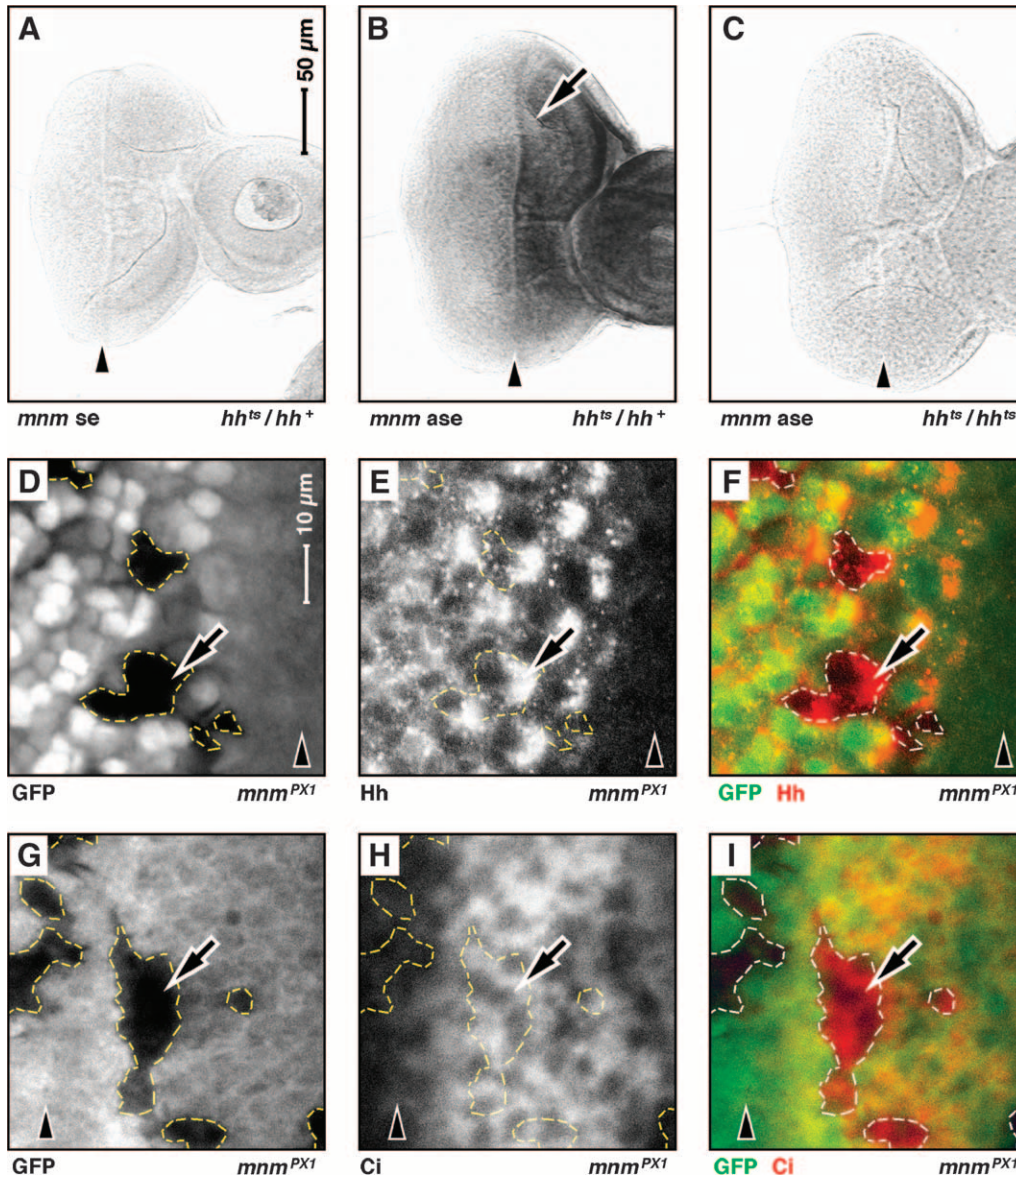 A
50 µm
B
C
mnm se hh^ts / hh^+
mnm ase hh^ts / hh^+
mnm ase hh^ts / hh^ts
D
10 µm
E
F
GFP mnm^PX1
Hh mnm^PX1
GFP Hh mnm^PX1
G
H
I
GFP mnm^PX1
Ci mnm^PX1
GFP Ci mnm^PX1